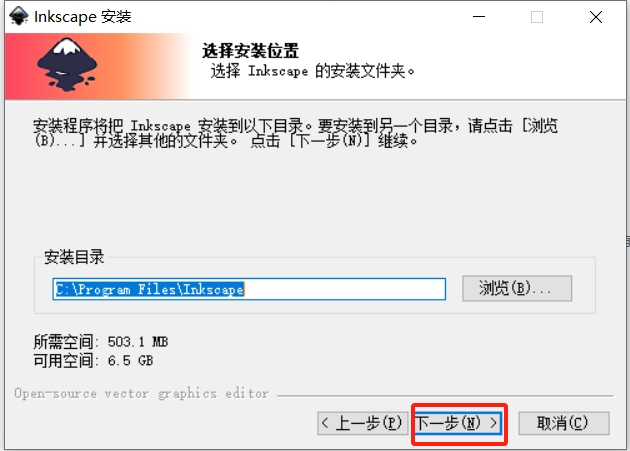 Inkscape 安装
选择安装位置
选择 Inkscape 的安装文件夹。
安装程序将把 Inkscape 安装到以下目录。要安装到另一个目录，请点击 [浏览
(B)...] 并选择其他的文件夹。 点击 [下一步(N)] 继续。
安装目录
C:\Program Files\Inkscape
浏览(B)...
所需空间: 503.1 MB
可用空间: 6.5 GB
Open-source vector graphics editor
< 上一步(P)
下一步(N) >
取消(C)